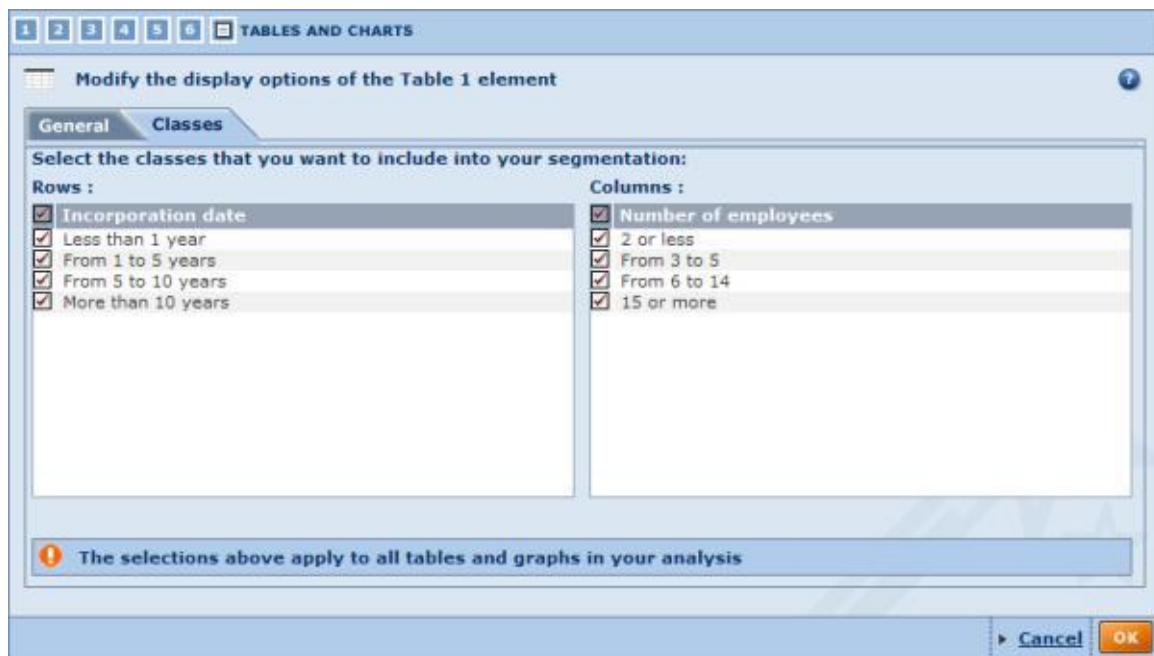 1 2 3 4 5 6 TABLES AND CHARTS
Modify the display options of the Table 1 element
?
General Classes
Select the classes that you want to include into your segmentation:
Rows : Columns :
Incorporation date Number of employees
Less than 1 year 2 or less
From 1 to 5 years From 3 to 5
From 5 to 10 years From 6 to 14
More than 10 years 15 or more
! The selections above apply to all tables and graphs in your analysis
Cancel OK